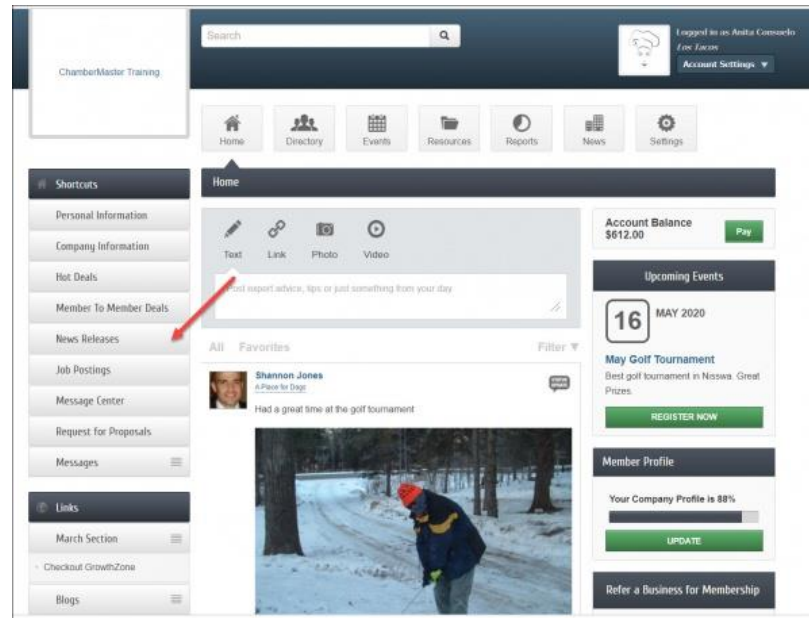 ChamberMaster Training
Search
Logged in as Anita Consuelo
Los Tacos
Account Settings ▼
Home
Directory
Events
Resources
Reports
News
Settings
Shortcuts
Personal Information
Company Information
Hot Deals
Member To Member Deals
News Releases
Job Postings
Message Center
Request for Proposals
Messages
Links
March Section
Checkout GrowthZone
Blogs
Home
Text
Link
Photo
Video
Post expert advice, tips or just something from your day
All Favorites Filter ▼
Shannon Jones
A Place for Dogs
Had a great time at the golf tournament
Account Balance
$612.00
Pay
Upcoming Events
16 MAY 2020
May Golf Tournament
Best golf tournament in Nisswa. Great
Prizes.
REGISTER NOW
Member Profile
Your Company Profile is 88%
UPDATE
Refer a Business for Membership